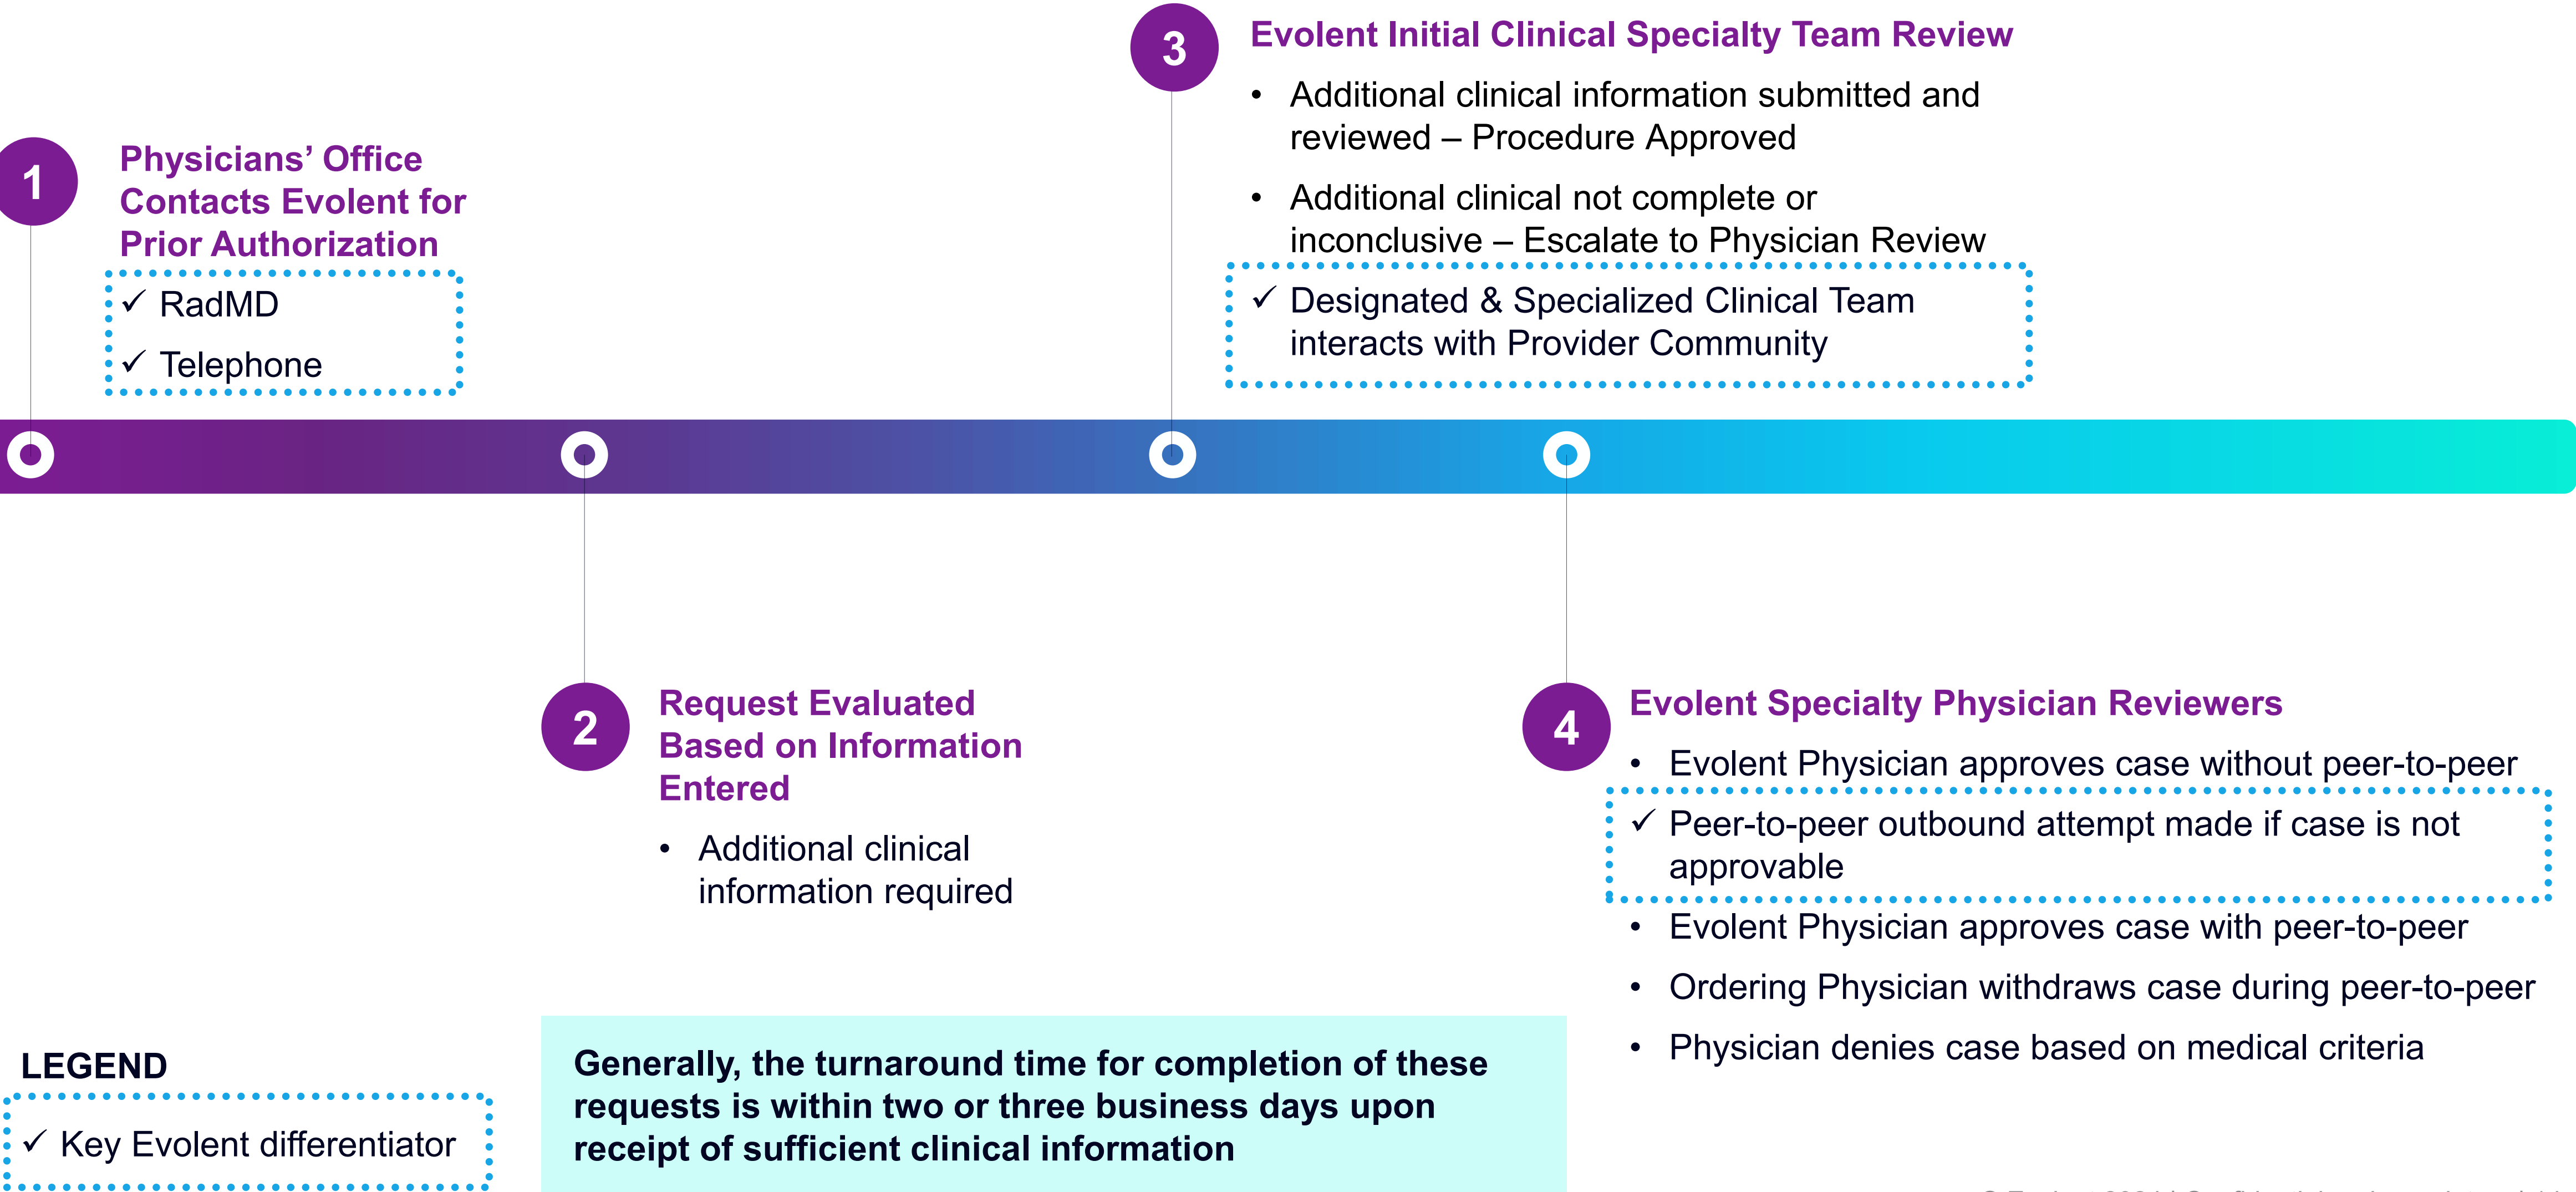 1
Physicians’ Office
Contacts Evolent for
Prior Authorization
✓ RadMD
✓ Telephone
2
Request Evaluated
Based on Information
Entered
• Additional clinical
information required
3
Evolent Initial Clinical Specialty Team Review
• Additional clinical information submitted and
reviewed – Procedure Approved
• Additional clinical not complete or
inconclusive – Escalate to Physician Review
✓ Designated & Specialized Clinical Team
interacts with Provider Community
4
Evolent Specialty Physician Reviewers
• Evolent Physician approves case without peer-to-peer
✓ Peer-to-peer outbound attempt made if case is not
approvable
• Evolent Physician approves case with peer-to-peer
• Ordering Physician withdraws case during peer-to-peer
• Physician denies case based on medical criteria
LEGEND
✓ Key Evolent differentiator
Generally, the turnaround time for completion of these
requests is within two or three business days upon
receipt of sufficient clinical information